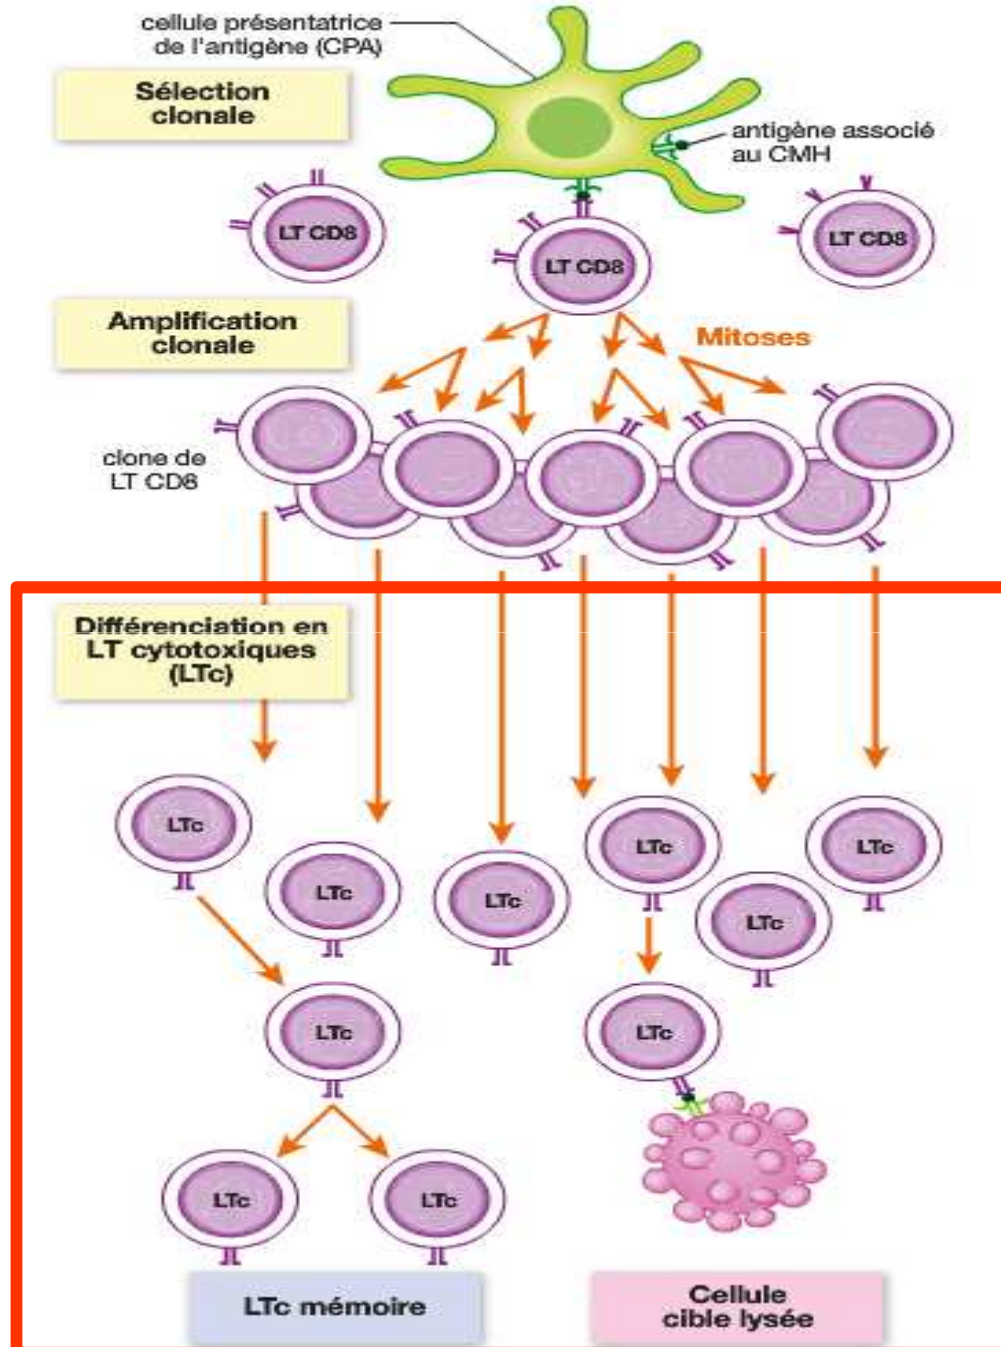 cellule présentatrice
de l'antigène (CPA)
Sélection
clonale
antigène associé
au CMH
LT CD8
LT CD8
LT CD8
Amplification
clonale
Mitoses
clone de
LT CD8
Différenciation en
LT cytotoxiques
(LTc)
LTc
LTc
LTc
LTc
LTc
LTc
LTc
LTc
LTc
LTc
LTc mémoire
Cellule
cible lysée